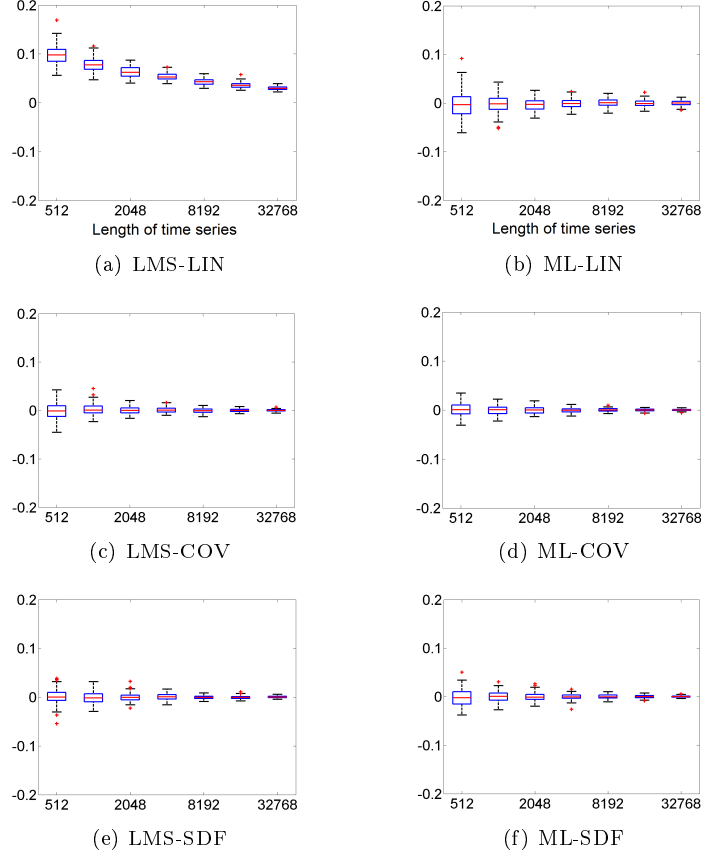 0.2
0.1
0
-0.1
-0.2
512 2048 8192 32768
Length of time series
(a) LMS-LIN
0.2
0.1
0
-0.1
-0.2
512 2048 8192 32768
Length of time series
(b) ML-LIN
0.2
0.1
0
-0.1
-0.2
512 2048 8192 32768
(c) LMS-COV
0.2
0.1
0
-0.1
-0.2
512 2048 8192 32768
(d) ML-COV
0.2
0.1
0
-0.1
-0.2
512 2048 8192 32768
(e) LMS-SDF
0.2
0.1
0
-0.1
-0.2
512 2048 8192 32768
(f) ML-SDF